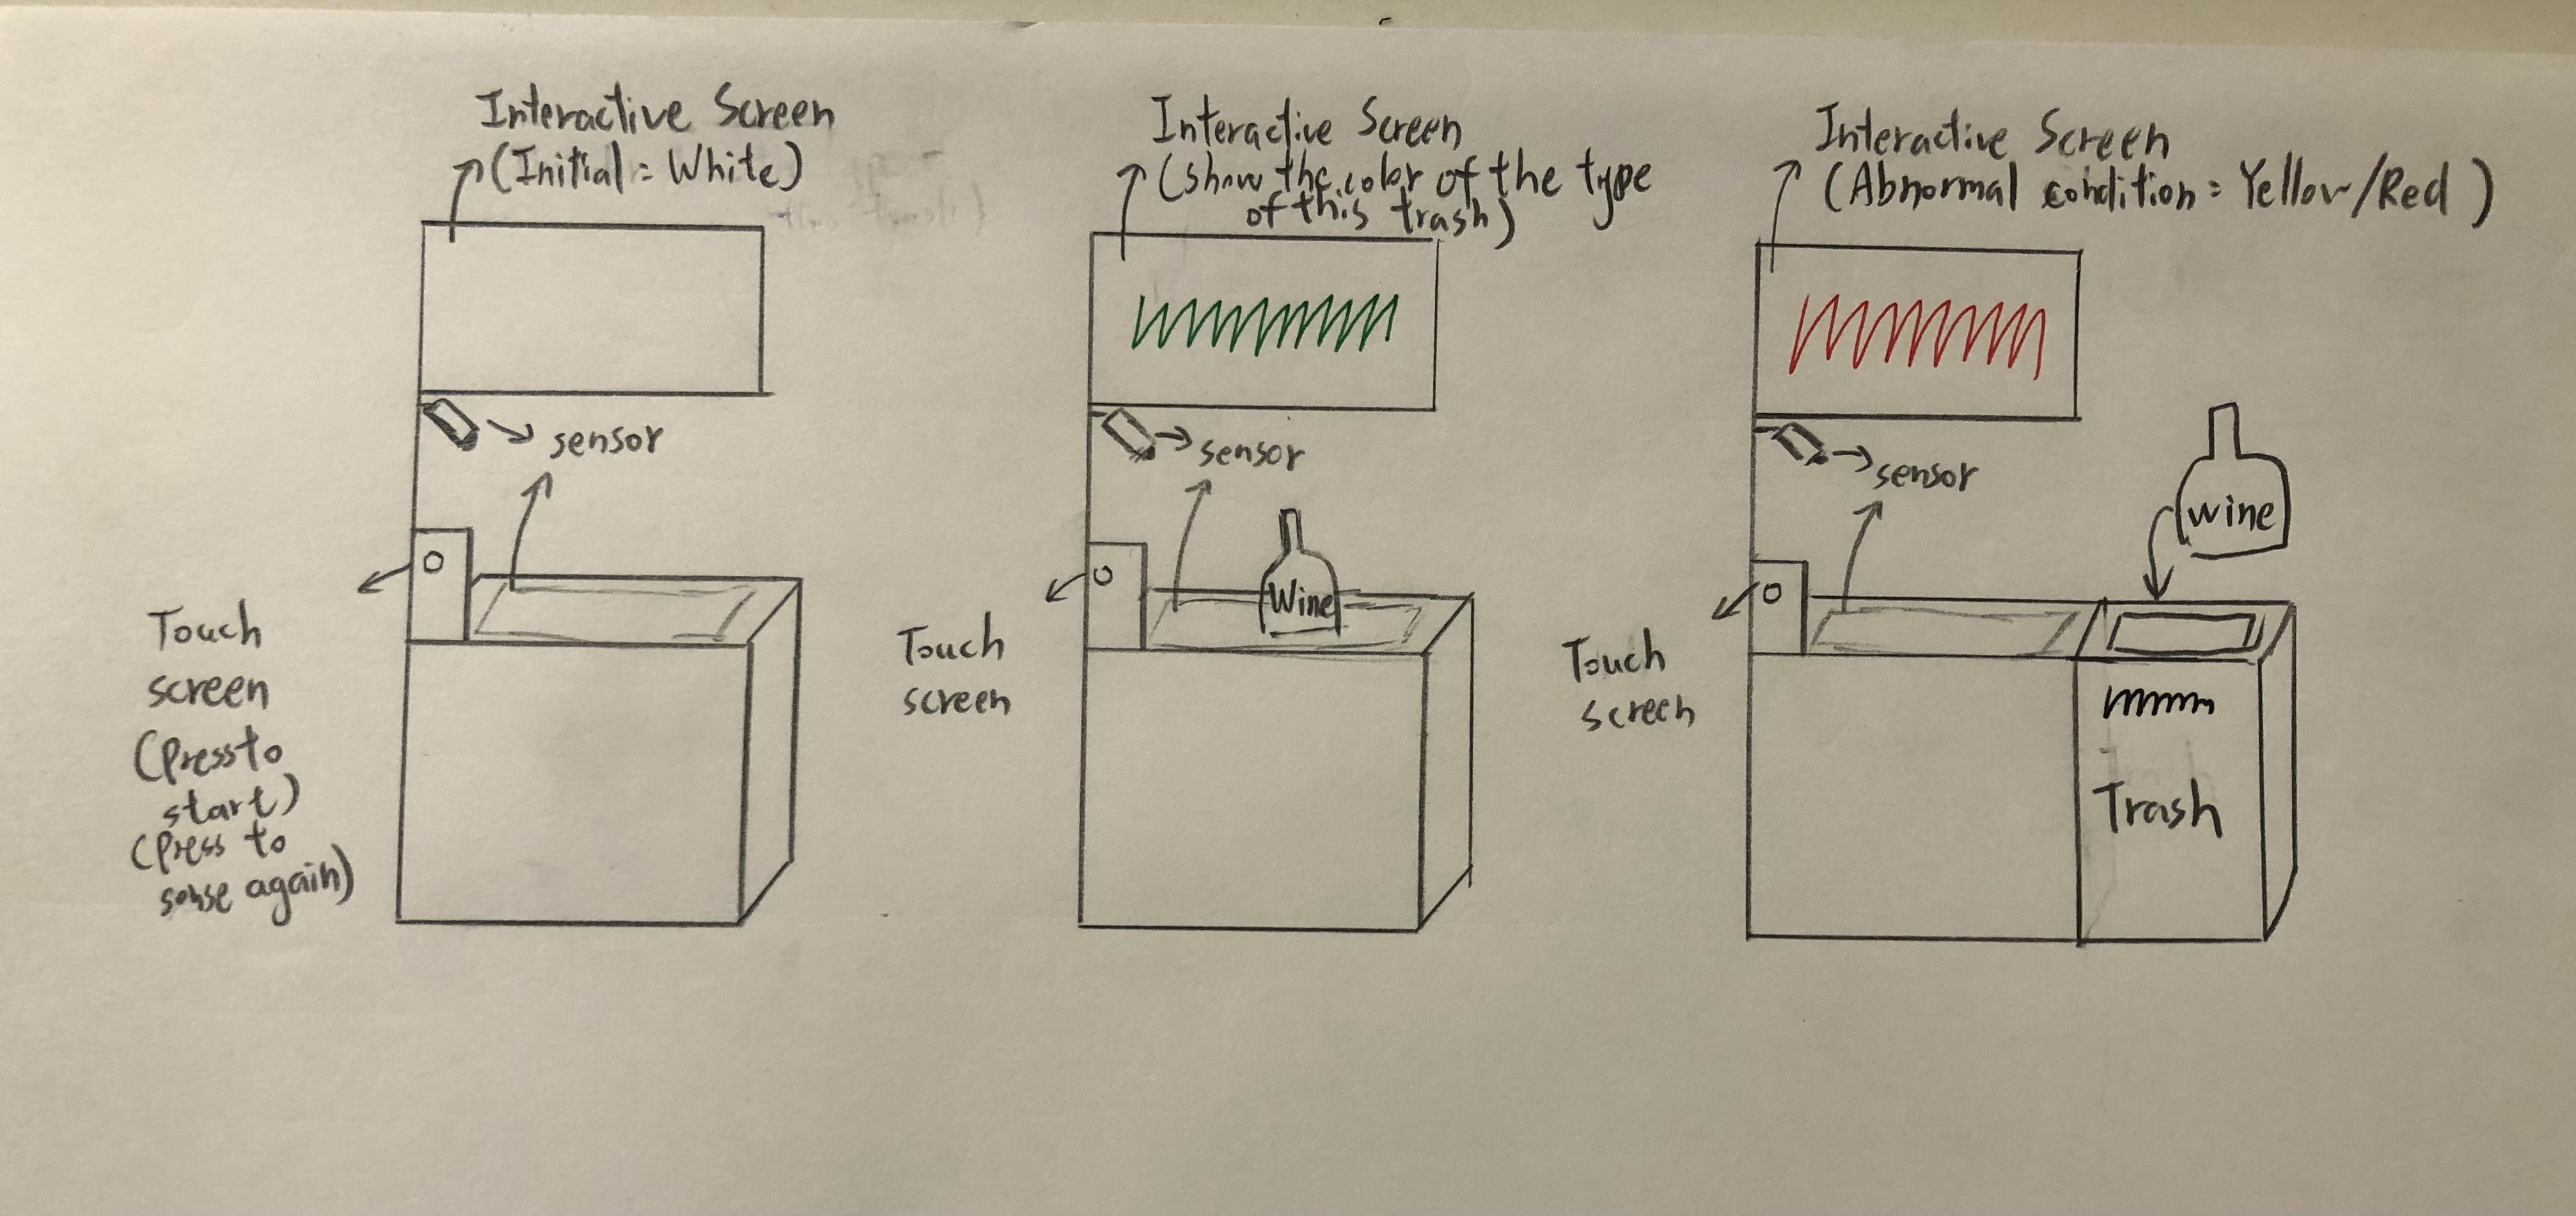 Interactive Screen
(Initial = White)
sensor
Touch
screen
(Press to
start)
(Press to
sense again)
Interactive Screen
(show the color of the type
of this trash)
sensor
Wine
Touch
screen
Interactive Screen
(Abnormal condition = Yellow/Red)
sensor
Wine
Touch
screen
Trash